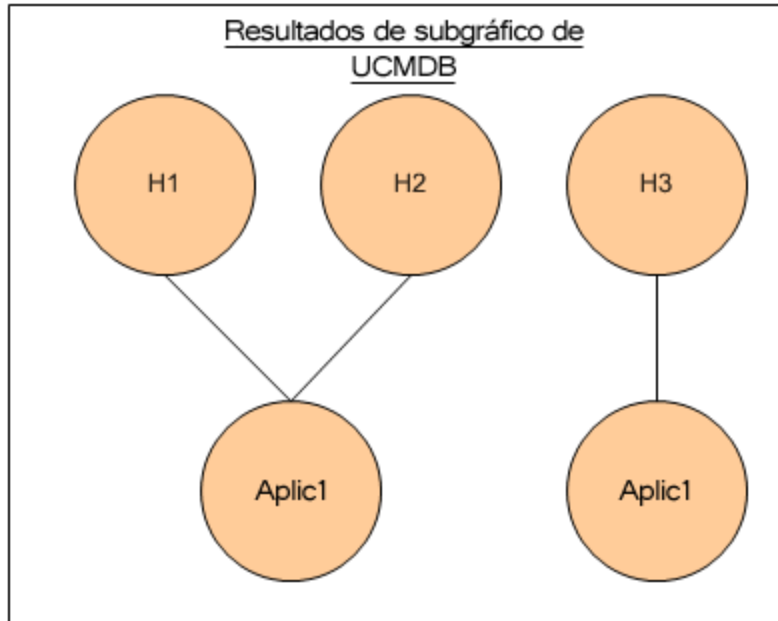 Resultados de subgráfico de
UCMDB
H1
H2
H3
Aplic1
Aplic1